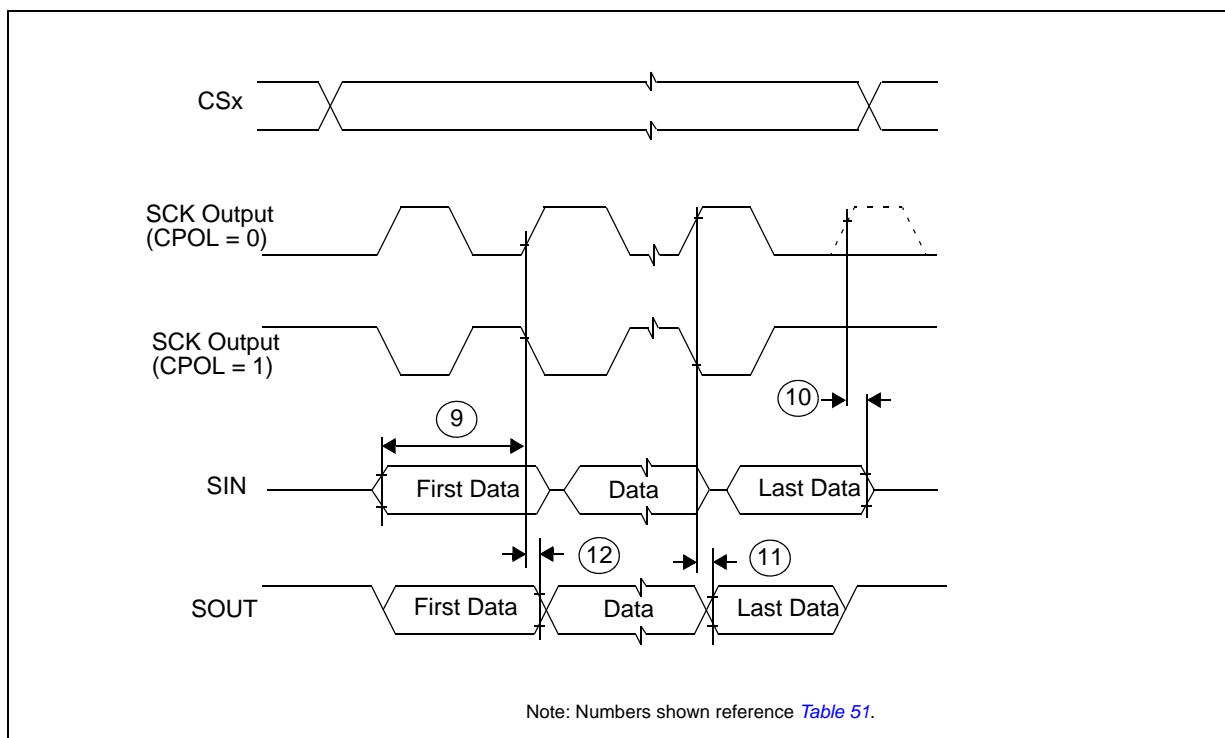 CSx
SCK Output
(CPOL = 0)
SCK Output
(CPOL = 1)
10
9
SIN
First Data
Data
Last Data
12
11
SOUT
First Data
Data
Last Data
Note: Numbers shown reference Table 51.